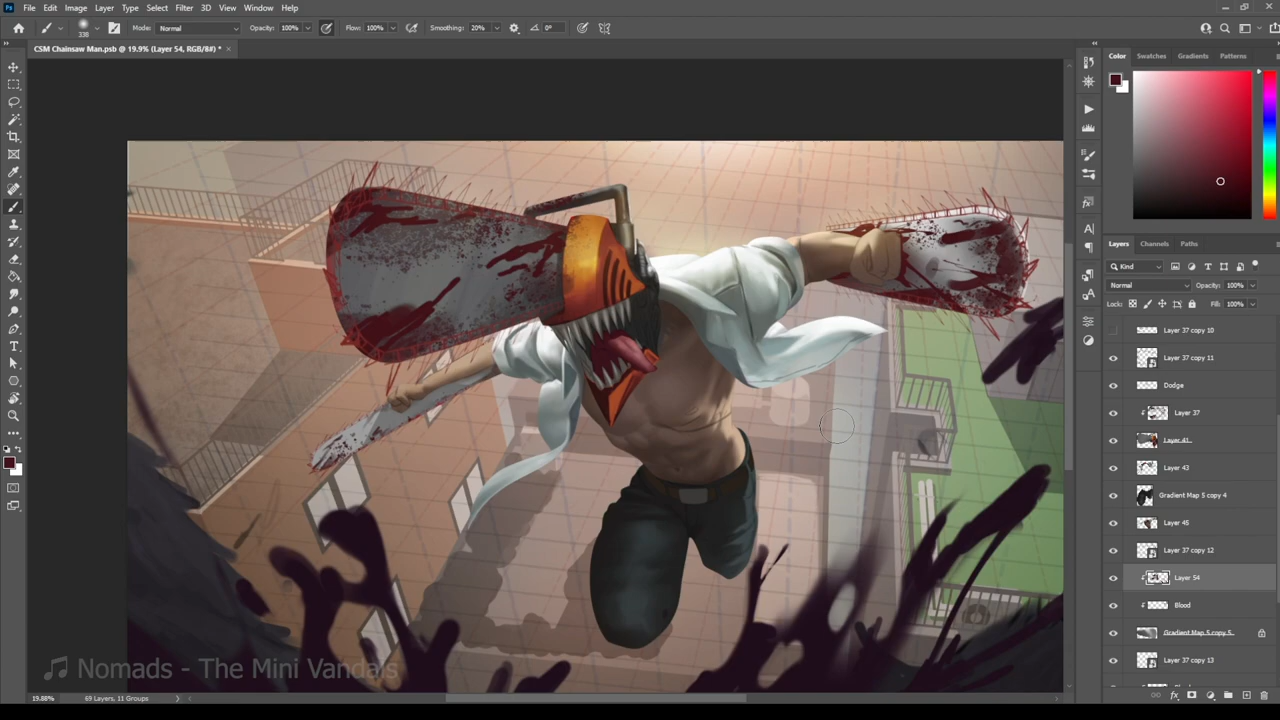 File Edit Image Layer Type Select Filter 3D View Window Help
338 Mode: Normal Opacity: 100% Flow: 100% Smoothing: 20% 0°
CSM Chainsaw Man.psb @ 19.9% (Layer 54, RGB/8#) *
Color Swatches Gradients Patterns
Layers Channels Paths
Kind
Normal Opacity: 100%
Lock: Fill: 100%
Layer 37 copy 10
Layer 37 copy 11
Dodge
Layer 37
Layer 41
Layer 43
Gradient Map 5 copy 4
Layer 45
Layer 37 copy 12
Layer 54
Blood
Gradient Map 5 copy 5
Layer 37 copy 13
Nomads - The Mini Vandals
19.88% 69 Layers, 11 Groups